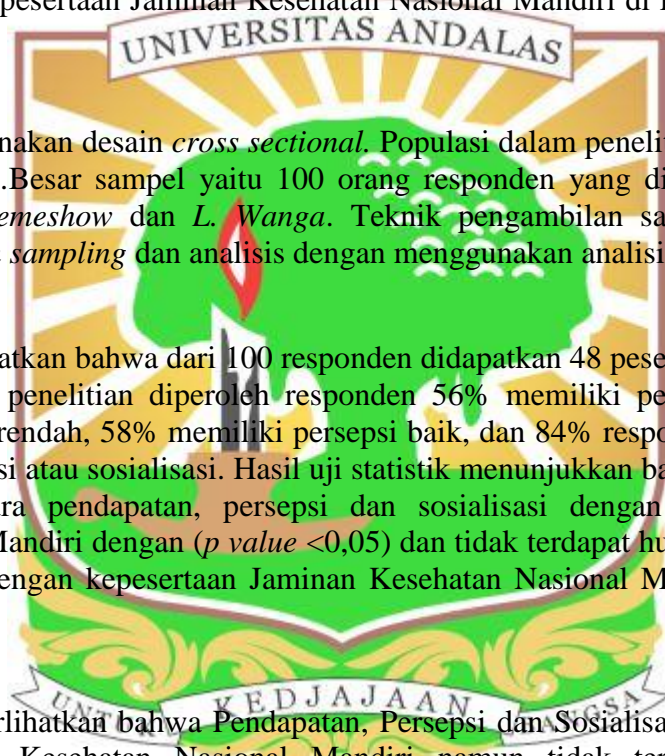 pesertaan Jaminan Kesehatan Nasional Mandiri di
UNIVERSITAS ANDALAS
nakan desain cross sectional. Populasi dalam penelit
.Besar sampel yaitu 100 orang responden yang di
emeshow dan L. Wanga. Teknik pengambilan sa
sampling dan analisis dengan menggunakan analisi
atkan bahwa dari 100 responden didapatkan 48 pese
penelitian diperoleh responden 56% memiliki pe
rendah, 58% memiliki persepsi baik, dan 84% respo
si atau sosialisasi. Hasil uji statistik menunjukkan ba
ara pendapatan, persepsi dan sosialisasi dengan
Mandiri dengan (p value <0,05) dan tidak terdapat hu
engan kepesertaan Jaminan Kesehatan Nasional M
UNTUK KEDJAJAAN BANGSA
rlihatkan bahwa Pendapatan, Persepsi dan Sosialisa
Kesehatan Nasional Mandiri namun tidak